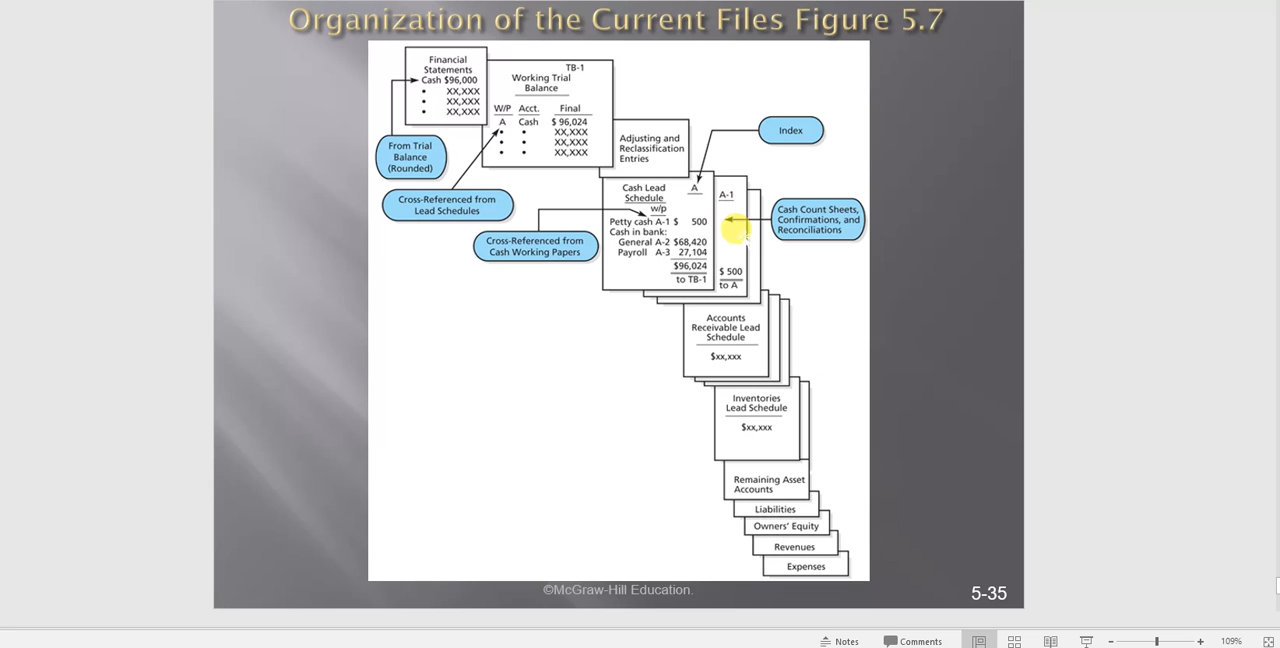 Organization of the Current Files Figure 5.7
Financial
Statements
Cash $96,000
• XX,XXX
• XX,XXX
• XX,XXX
TB-1
Working Trial
Balance
W/P Acct. Final
A Cash $ 96,024
• • XX,XXX
• • XX,XXX
• • XX,XXX
From Trial
Balance
(Rounded)
Cross-Referenced from
Lead Schedules
Adjusting and
Reclassification
Entries
Index
Cash Lead A
Schedule
w/p
Petty cash A-1 $ 500
Cash in bank:
General A-2 $68,420
Payroll A-3 27,104
$96,024
to TB-1
A-1
$ 500
to A
Cash Count Sheets,
Confirmations, and
Reconciliations
Cross-Referenced from
Cash Working Papers
Accounts
Receivable Lead
Schedule
$xx,xxx
Inventories
Lead Schedule
$xx,xxx
Remaining Asset
Accounts
Liabilities
Owners' Equity
Revenues
Expenses
©McGraw-Hill Education.
5-35
Notes
Comments
109%